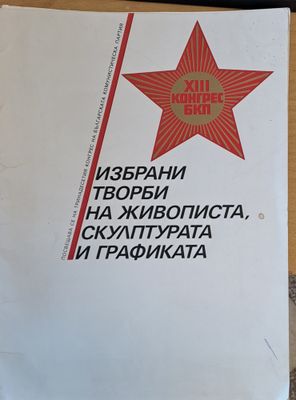 XIII
КОНГРЕС
БКП
ПОСВЕЩАВА СЕ НА ТРИНАДЕСЕТИЯ КОНГРЕС НА БЪЛГАРСКАТА КОМУНИСТИЧЕСКА ПАРТИЯ
ИЗБРАНИ
ТВОРБИ
НА ЖИВОПИСТА,
СКУЛПТУРАТА
И ГРАФИКАТА